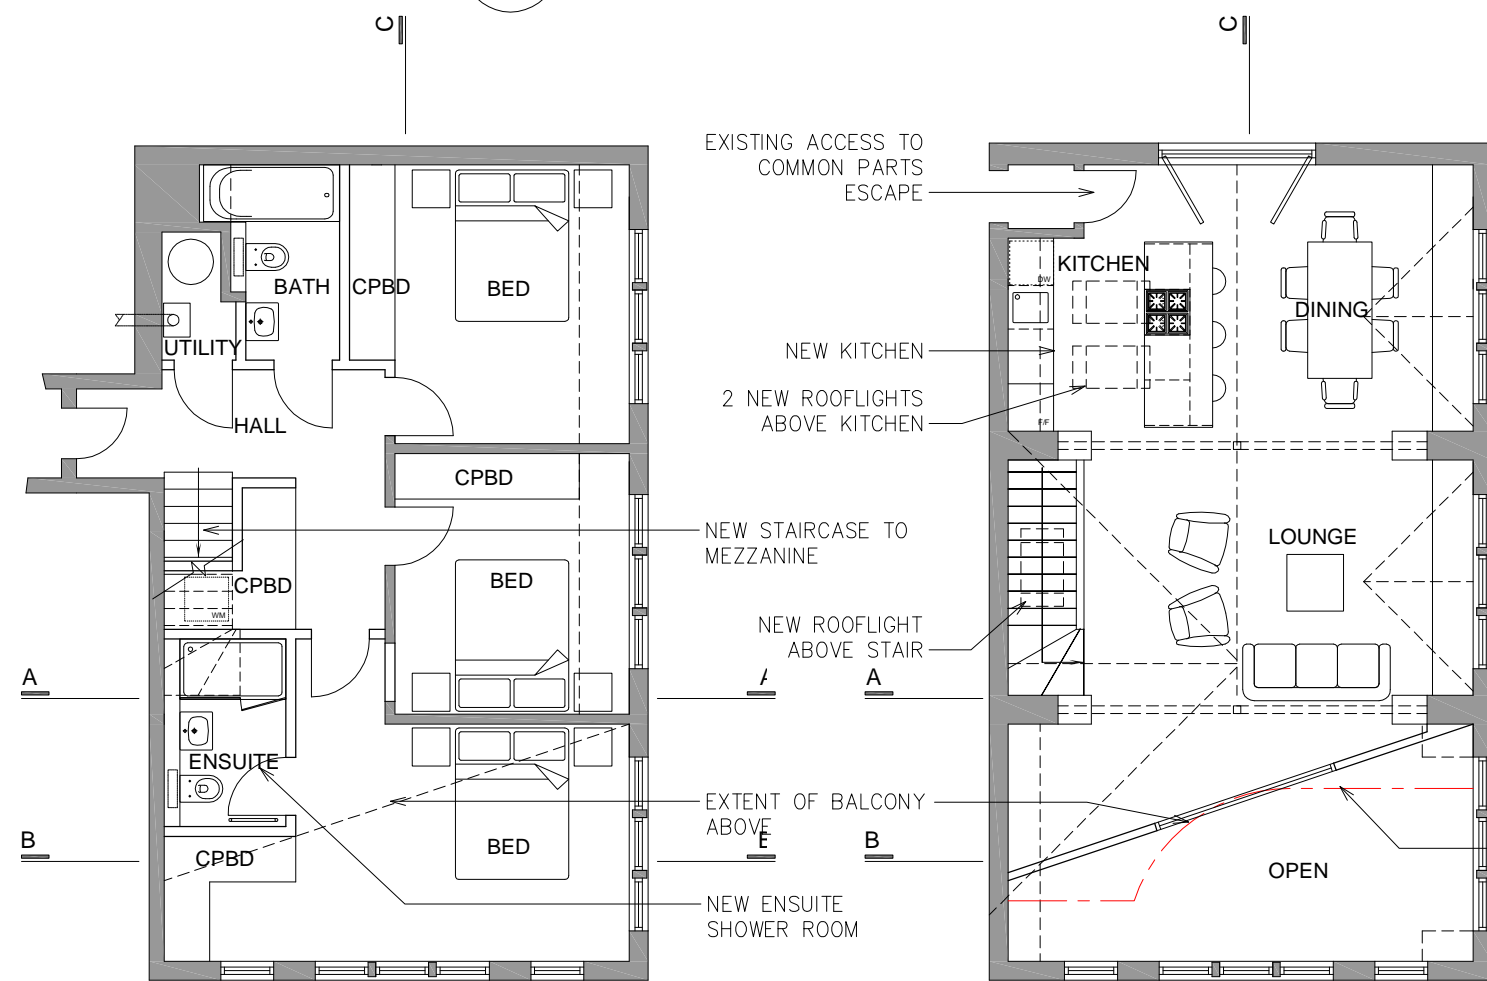 C
C
EXISTING ACCESS TO
COMMON PARTS
ESCAPE
BATH
CPBD
BED
UTILITY
HALL
CPBD
NEW STAIRCASE TO
MEZZANINE
CPBD
WM
BED
A
ENSUITE
B
CPBD
BED
EXTENT OF BALCONY
ABOVE
NEW ENSUITE
SHOWER ROOM
KITCHEN
DW
DINING
NEW KITCHEN
2 NEW ROOFLIGHTS
ABOVE KITCHEN
F/F
LOUNGE
NEW ROOFLIGHT
ABOVE STAIR
A
B
OPEN